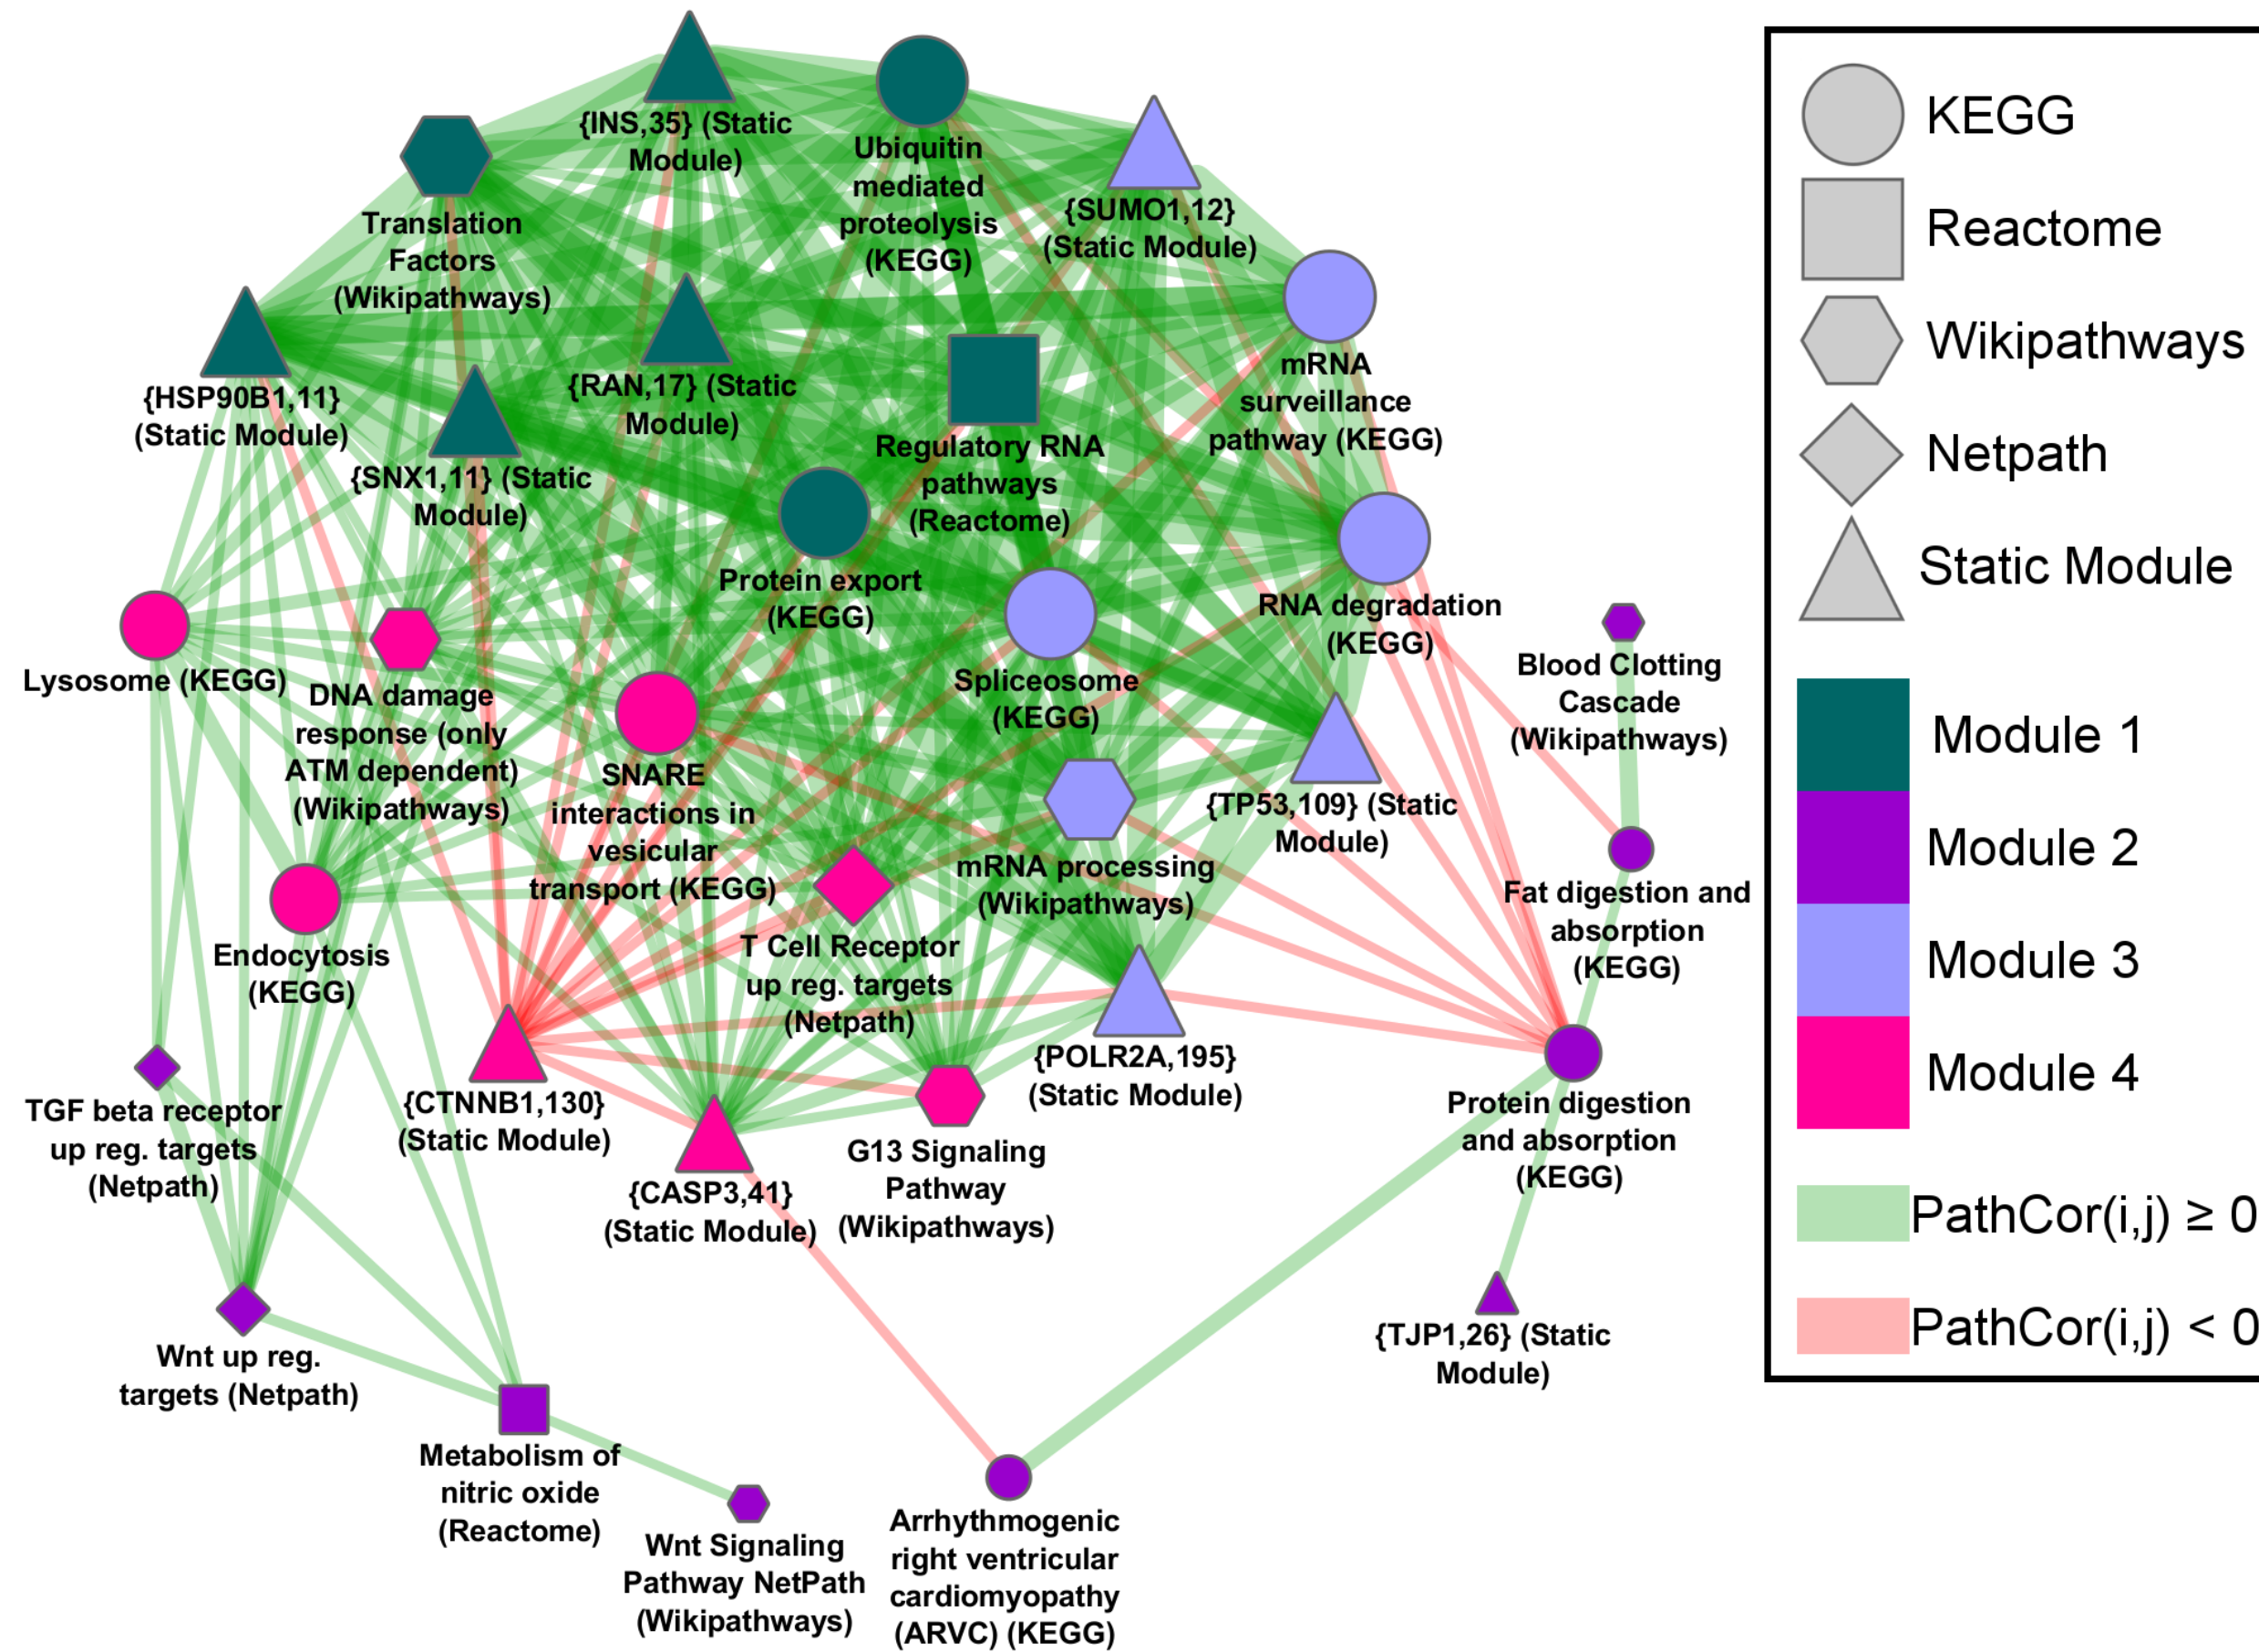 {INS,35} (Static
Module)
Ubiquitin
mediated
proteolysis
(KEGG)
{SUMO1,12}
(Static Module)
Translation
Factors
(Wikipathways)
{HSP90B1,11}
(Static Module)
{RAN,17} (Static
Module)
mRNA
surveillance
pathway (KEGG)
{SNX1,11} (Static
Module)
Regulatory RNA
pathways
(Reactome)
Protein export
(KEGG)
RNA degradation
(KEGG)
Lysosome (KEGG)
DNA damage
response (only
ATM dependent)
(Wikipathways)
Spliceosome
(KEGG)
Blood Clotting
Cascade
(Wikipathways)
SNARE
interactions in
vesicular
transport (KEGG)
{TP53,109} (Static
Module)
mRNA processing
(Wikipathways)
Fat digestion and
absorption
(KEGG)
Endocytosis
(KEGG)
T Cell Receptor
up reg. targets
(Netpath)
{POLR2A,195}
(Static Module)
TGF beta receptor
up reg. targets
(Netpath)
{CTNNB1,130}
(Static Module)
Protein digestion
and absorption
(KEGG)
{CASP3,41}
(Static Module)
G13 Signaling
Pathway
(Wikipathways)
Wnt up reg.
targets (Netpath)
{TJP1,26} (Static
Module)
Metabolism of
nitric oxide
(Reactome)
Wnt Signaling
Pathway NetPath
(Wikipathways)
Arrhythmogenic
right ventricular
cardiomyopathy
(ARVC) (KEGG)
KEGG
Reactome
Wikipathways
Netpath
Static Module
Module 1
Module 2
Module 3
Module 4
PathCor(i,j) ≥ 0
PathCor(i,j) < 0